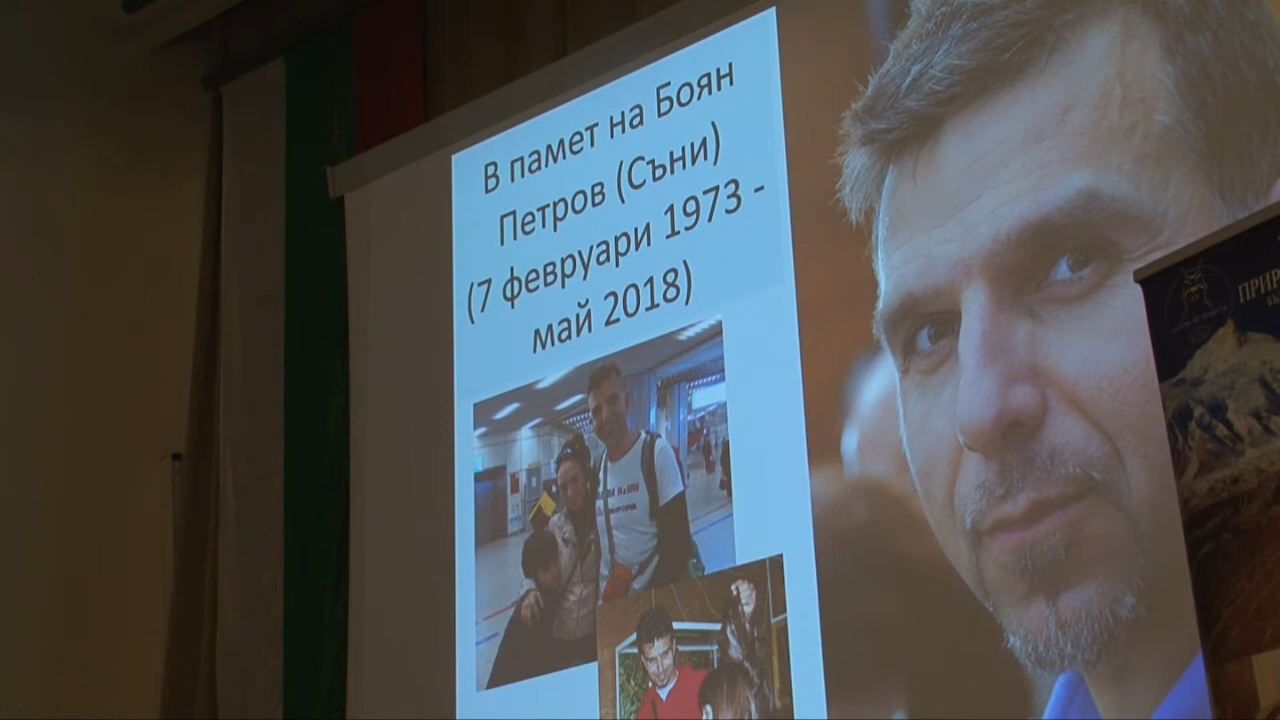 В памет на Боян
Петров (Съни)
(7 февруари 1973 -
май 2018)